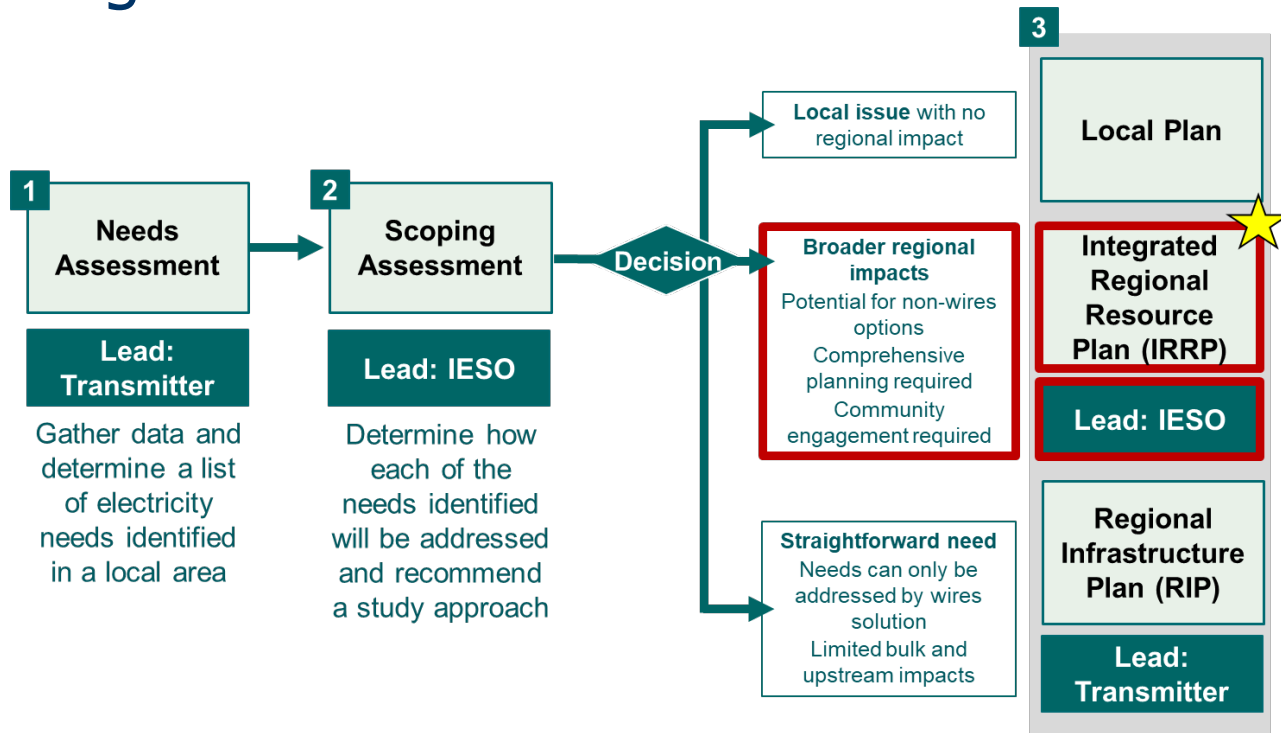 1
Needs
Assessment
Lead:
Transmitter
Gather data and
determine a list
of electricity
needs identified
in a local area
2
Scoping
Assessment
Lead: IESO
Determine how
each of the
needs identified
will be addressed
and recommend
a study approach
Decision
Local issue with no
regional impact
Broader regional
impacts
Potential for non-wires
options
Comprehensive
planning required
Community
engagement required
Straightforward need
Needs can only be
addressed by wires
solution
Limited bulk and
upstream impacts
3
Local Plan
Integrated
Regional
Resource
Plan (IRRP)
Lead: IESO
Regional
Infrastructure
Plan (RIP)
Lead:
Transmitter